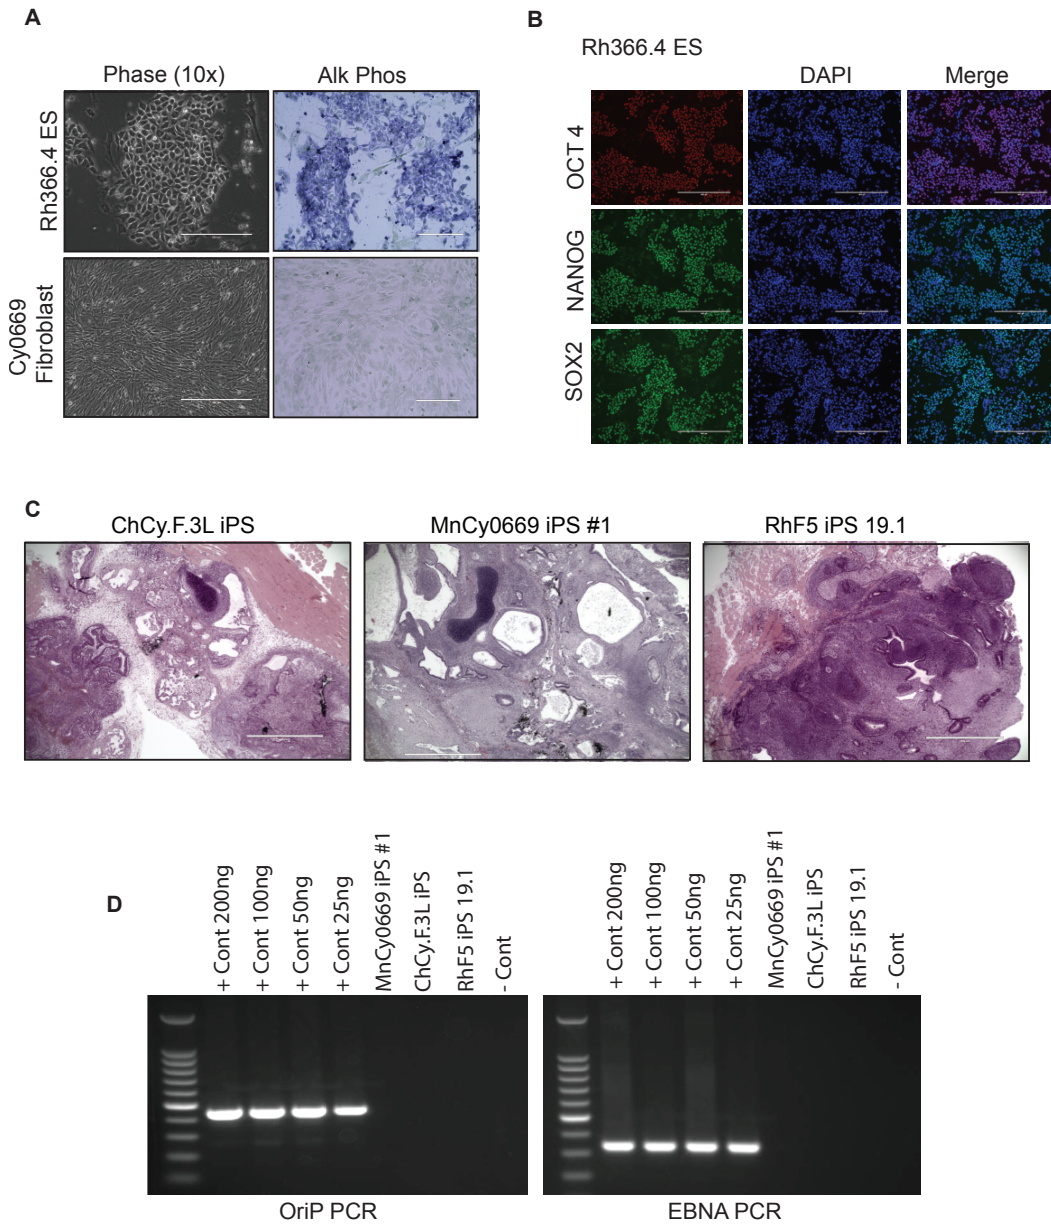 A
Phase (10x)
Alk Phos
Rh366.4 ES
Cy0669
Fibroblast
B
Rh366.4 ES
DAPI
Merge
OCT 4
NANOG
SOX2
C
ChCy.F.3L iPS
MnCy0669 iPS #1
RhF5 iPS 19.1
D
+ Cont 200ng
+ Cont 100ng
+ Cont 50ng
+ Cont 25ng
MnCy0669 iPS #1
ChCy.F.3L iPS
RhF5 iPS 19.1
- Cont
+ Cont 200ng
+ Cont 100ng
+ Cont 50ng
+ Cont 25ng
MnCy0669 iPS #1
ChCy.F.3L iPS
RhF5 iPS 19.1
- Cont
OriP PCR
EBNA PCR